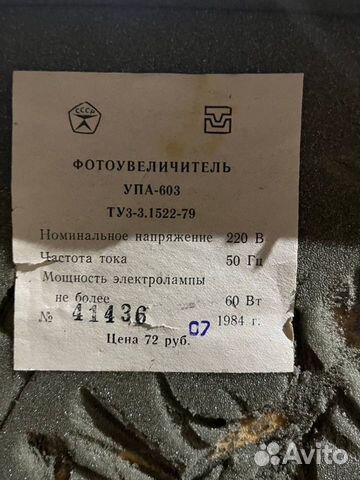 СССР
ФОТОУВЕЛИЧИТЕЛЬ
УПА-603
ТУ3-3.1522-79
Номинальное напряжение 220 В
Частота тока 50 Гц
Мощность электролампы
не более 60 Вт
№ 41436 07 1984 г.
Цена 72 руб.
Avito